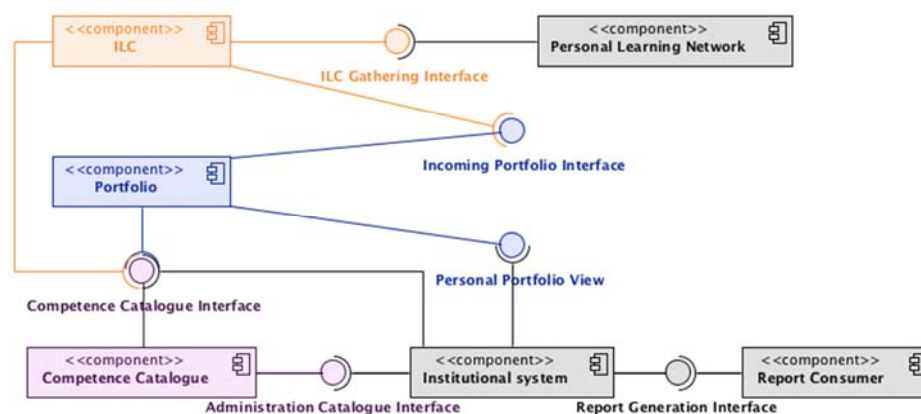 <<component>>
ILC
<<component>>
Personal Learning Network
ILC Gathering Interface
<<component>>
Portfolio
Incoming Portfolio Interface
Personal Portfolio View
Competence Catalogue Interface
<<component>>
Competence Catalogue
<<component>>
Institutional system
<<component>>
Report Consumer
Administration Catalogue Interface
Report Generation Interface